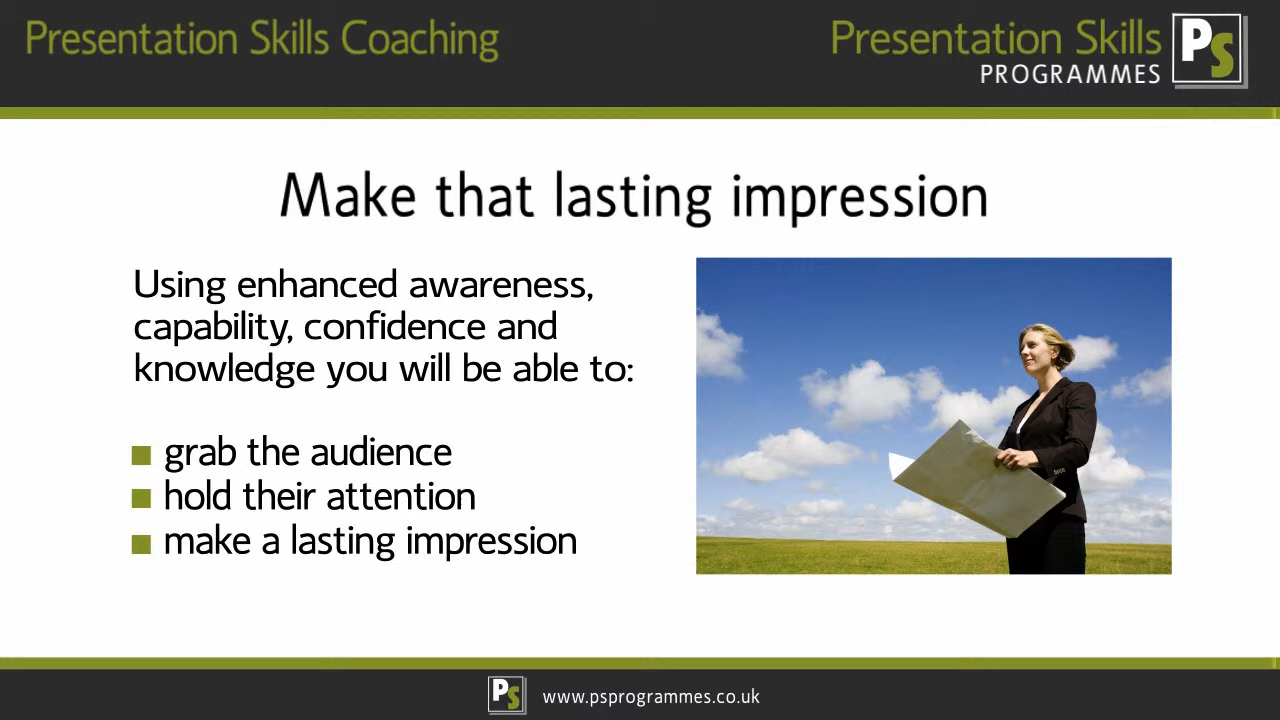 Presentation Skills Coaching
Presentation Skills
PROGRAMMES
PS
Make that lasting impression
Using enhanced awareness,
capability, confidence and
knowledge you will be able to:
grab the audience
hold their attention
make a lasting impression
PS
www.psprogrammes.co.uk